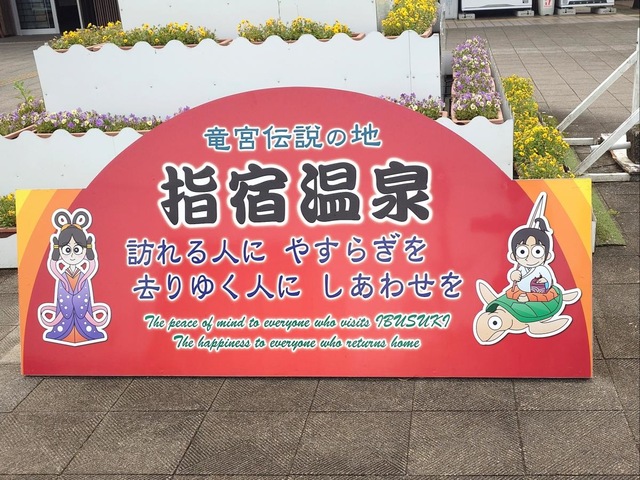 竜宮伝説の地
指宿温泉
訪れる人に やすらぎを
去りゆく人に しあわせを
The peace of mind to everyone who visits IBUSUKI
The happiness to everyone who returns home